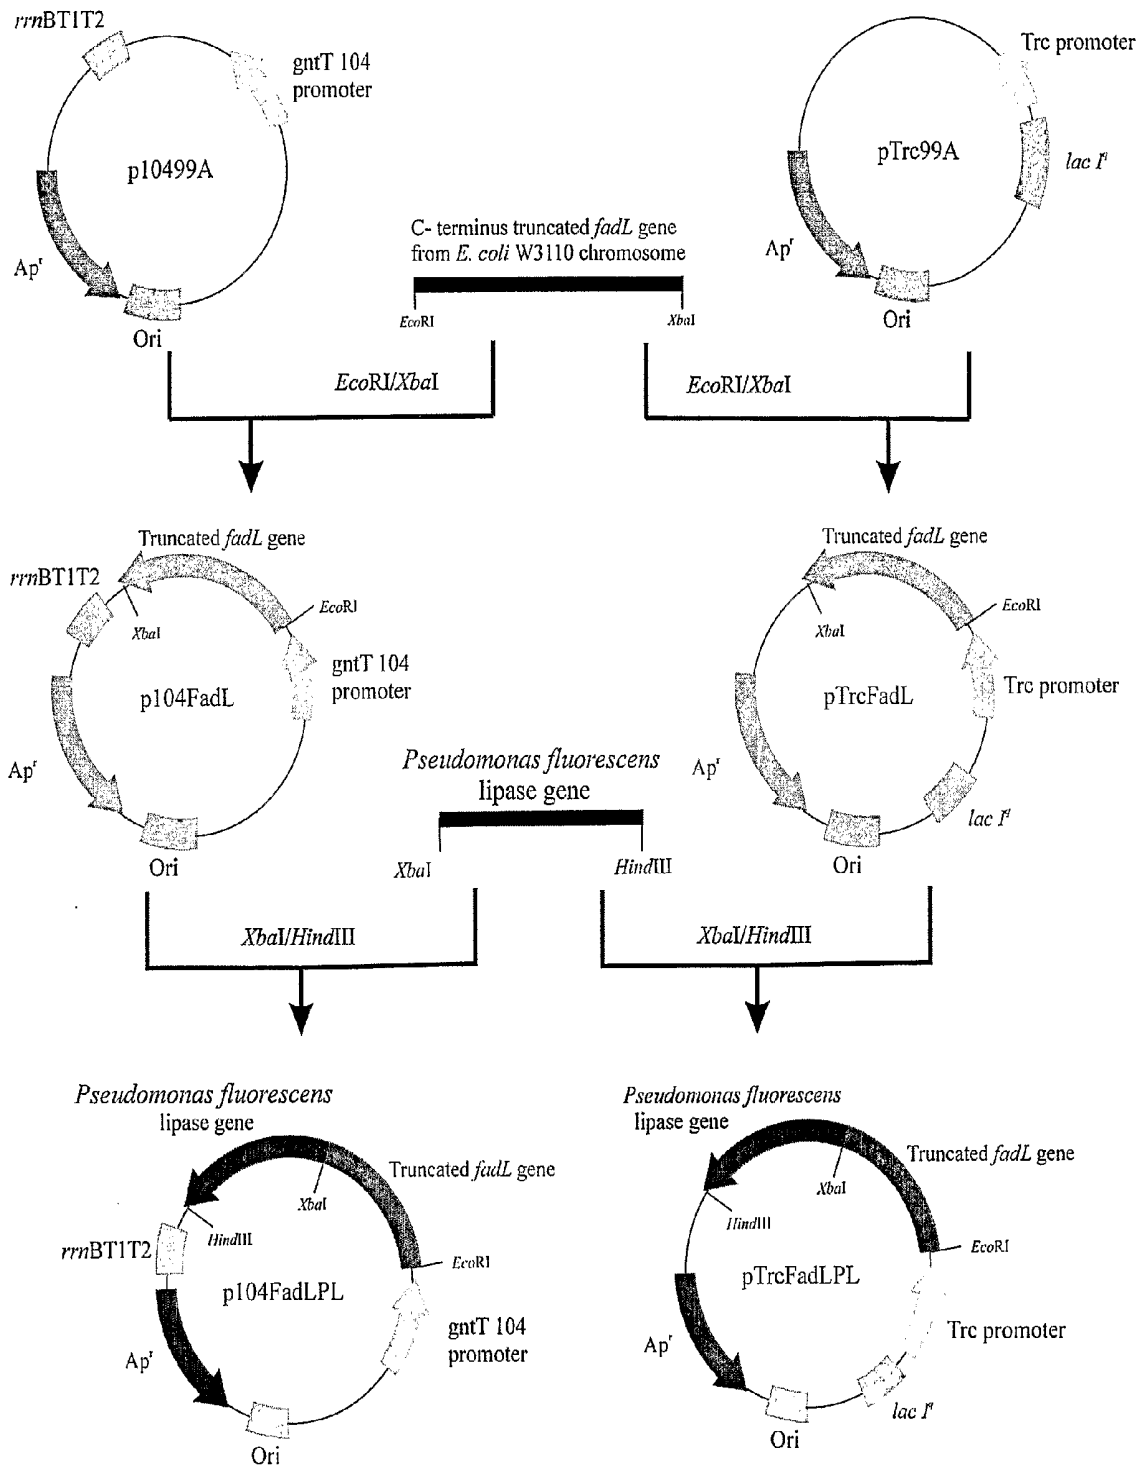 rrnBT1T2
gntT 104
promoter
p10499A
Apʳ
Ori
Trc promoter
pTrc99A
lac Iq
Apʳ
Ori
C- terminus truncated fadL gene
from E. coli W3110 chromosome
EcoRI
XbaI
EcoRI/XbaI
EcoRI/XbaI
Truncated fadL gene
rrnBT1T2
EcoRI
XbaI
gntT 104
promoter
p104FadL
Apʳ
Ori
Truncated fadL gene
EcoRI
XbaI
pTrcFadL
Trc promoter
Apʳ
lac Iq
Ori
Pseudomonas fluorescens
lipase gene
XbaI
HindIII
XbaI/HindIII
XbaI/HindIII
Pseudomonas fluorescens
lipase gene
Truncated fadL gene
XbaI
HindIII
rrnBT1T2
EcoRI
p104FadLPL
gntT 104
promoter
Apʳ
Ori
Pseudomonas fluorescens
lipase gene
Truncated fadL gene
XbaI
HindIII
EcoRI
pTrcFadLPL
Trc promoter
Apʳ
lac Iq
Ori